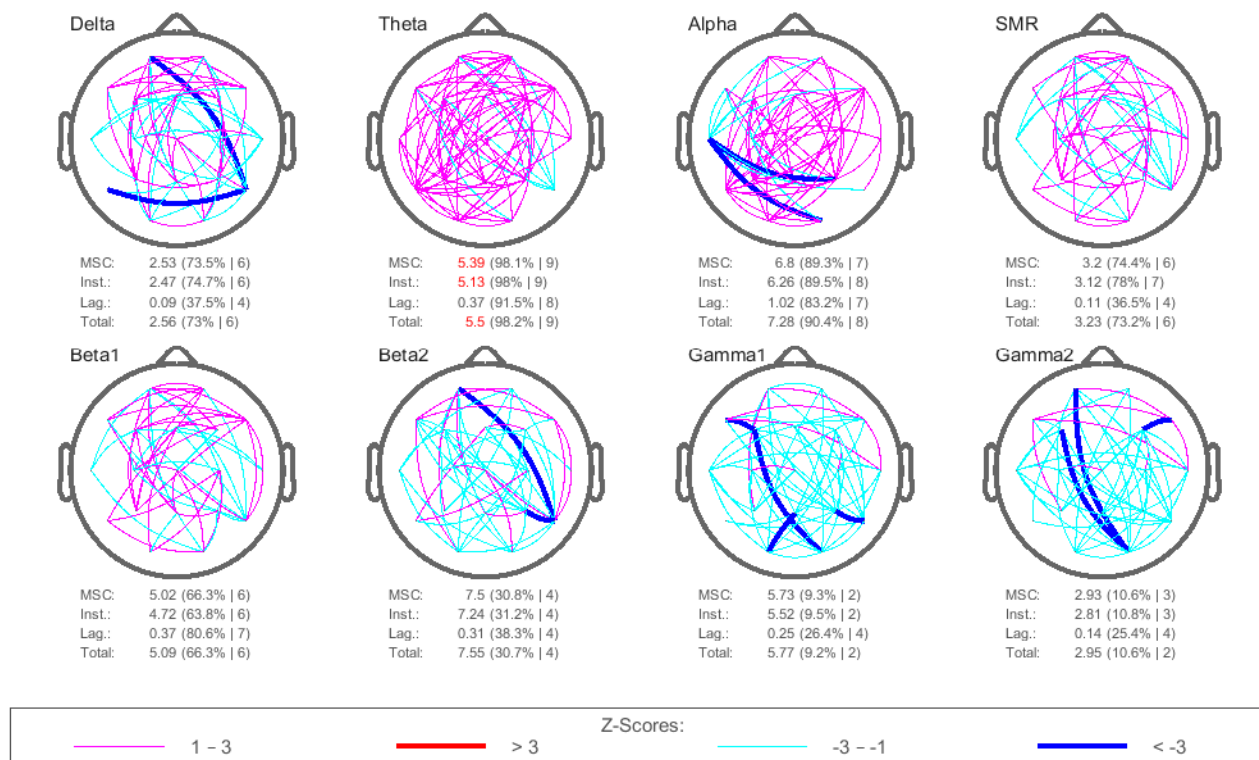 Delta Theta Alpha SMR
MSC: 2.53 (73.5% | 6) MSC: 5.39 (98.1% | 9) MSC: 6.8 (89.3% | 7) MSC: 3.2 (74.4% | 6)
Inst.: 2.47 (74.7% | 6) Inst.: 5.13 (98% | 9) Inst.: 6.26 (89.5% | 8) Inst.: 3.12 (78% | 7)
Lag.: 0.09 (37.5% | 4) Lag.: 0.37 (91.5% | 8) Lag.: 1.02 (83.2% | 7) Lag.: 0.11 (36.5% | 4)
Total: 2.56 (73% | 6) Total: 5.5 (98.2% | 9) Total: 7.28 (90.4% | 8) Total: 3.23 (73.2% | 6)
Beta1 Beta2 Gamma1 Gamma2
MSC: 5.02 (66.3% | 6) MSC: 7.5 (30.8% | 4) MSC: 5.73 (9.3% | 2) MSC: 2.93 (10.6% | 3)
Inst.: 4.72 (63.8% | 6) Inst.: 7.24 (31.2% | 4) Inst.: 5.52 (9.5% | 2) Inst.: 2.81 (10.8% | 3)
Lag.: 0.37 (80.6% | 7) Lag.: 0.31 (38.3% | 4) Lag.: 0.25 (26.4% | 4) Lag.: 0.14 (25.4% | 4)
Total: 5.09 (66.3% | 6) Total: 7.55 (30.7% | 4) Total: 5.77 (9.2% | 2) Total: 2.95 (10.6% | 2)
Z-Scores:
1 – 3 > 3 -3 – -1 < -3